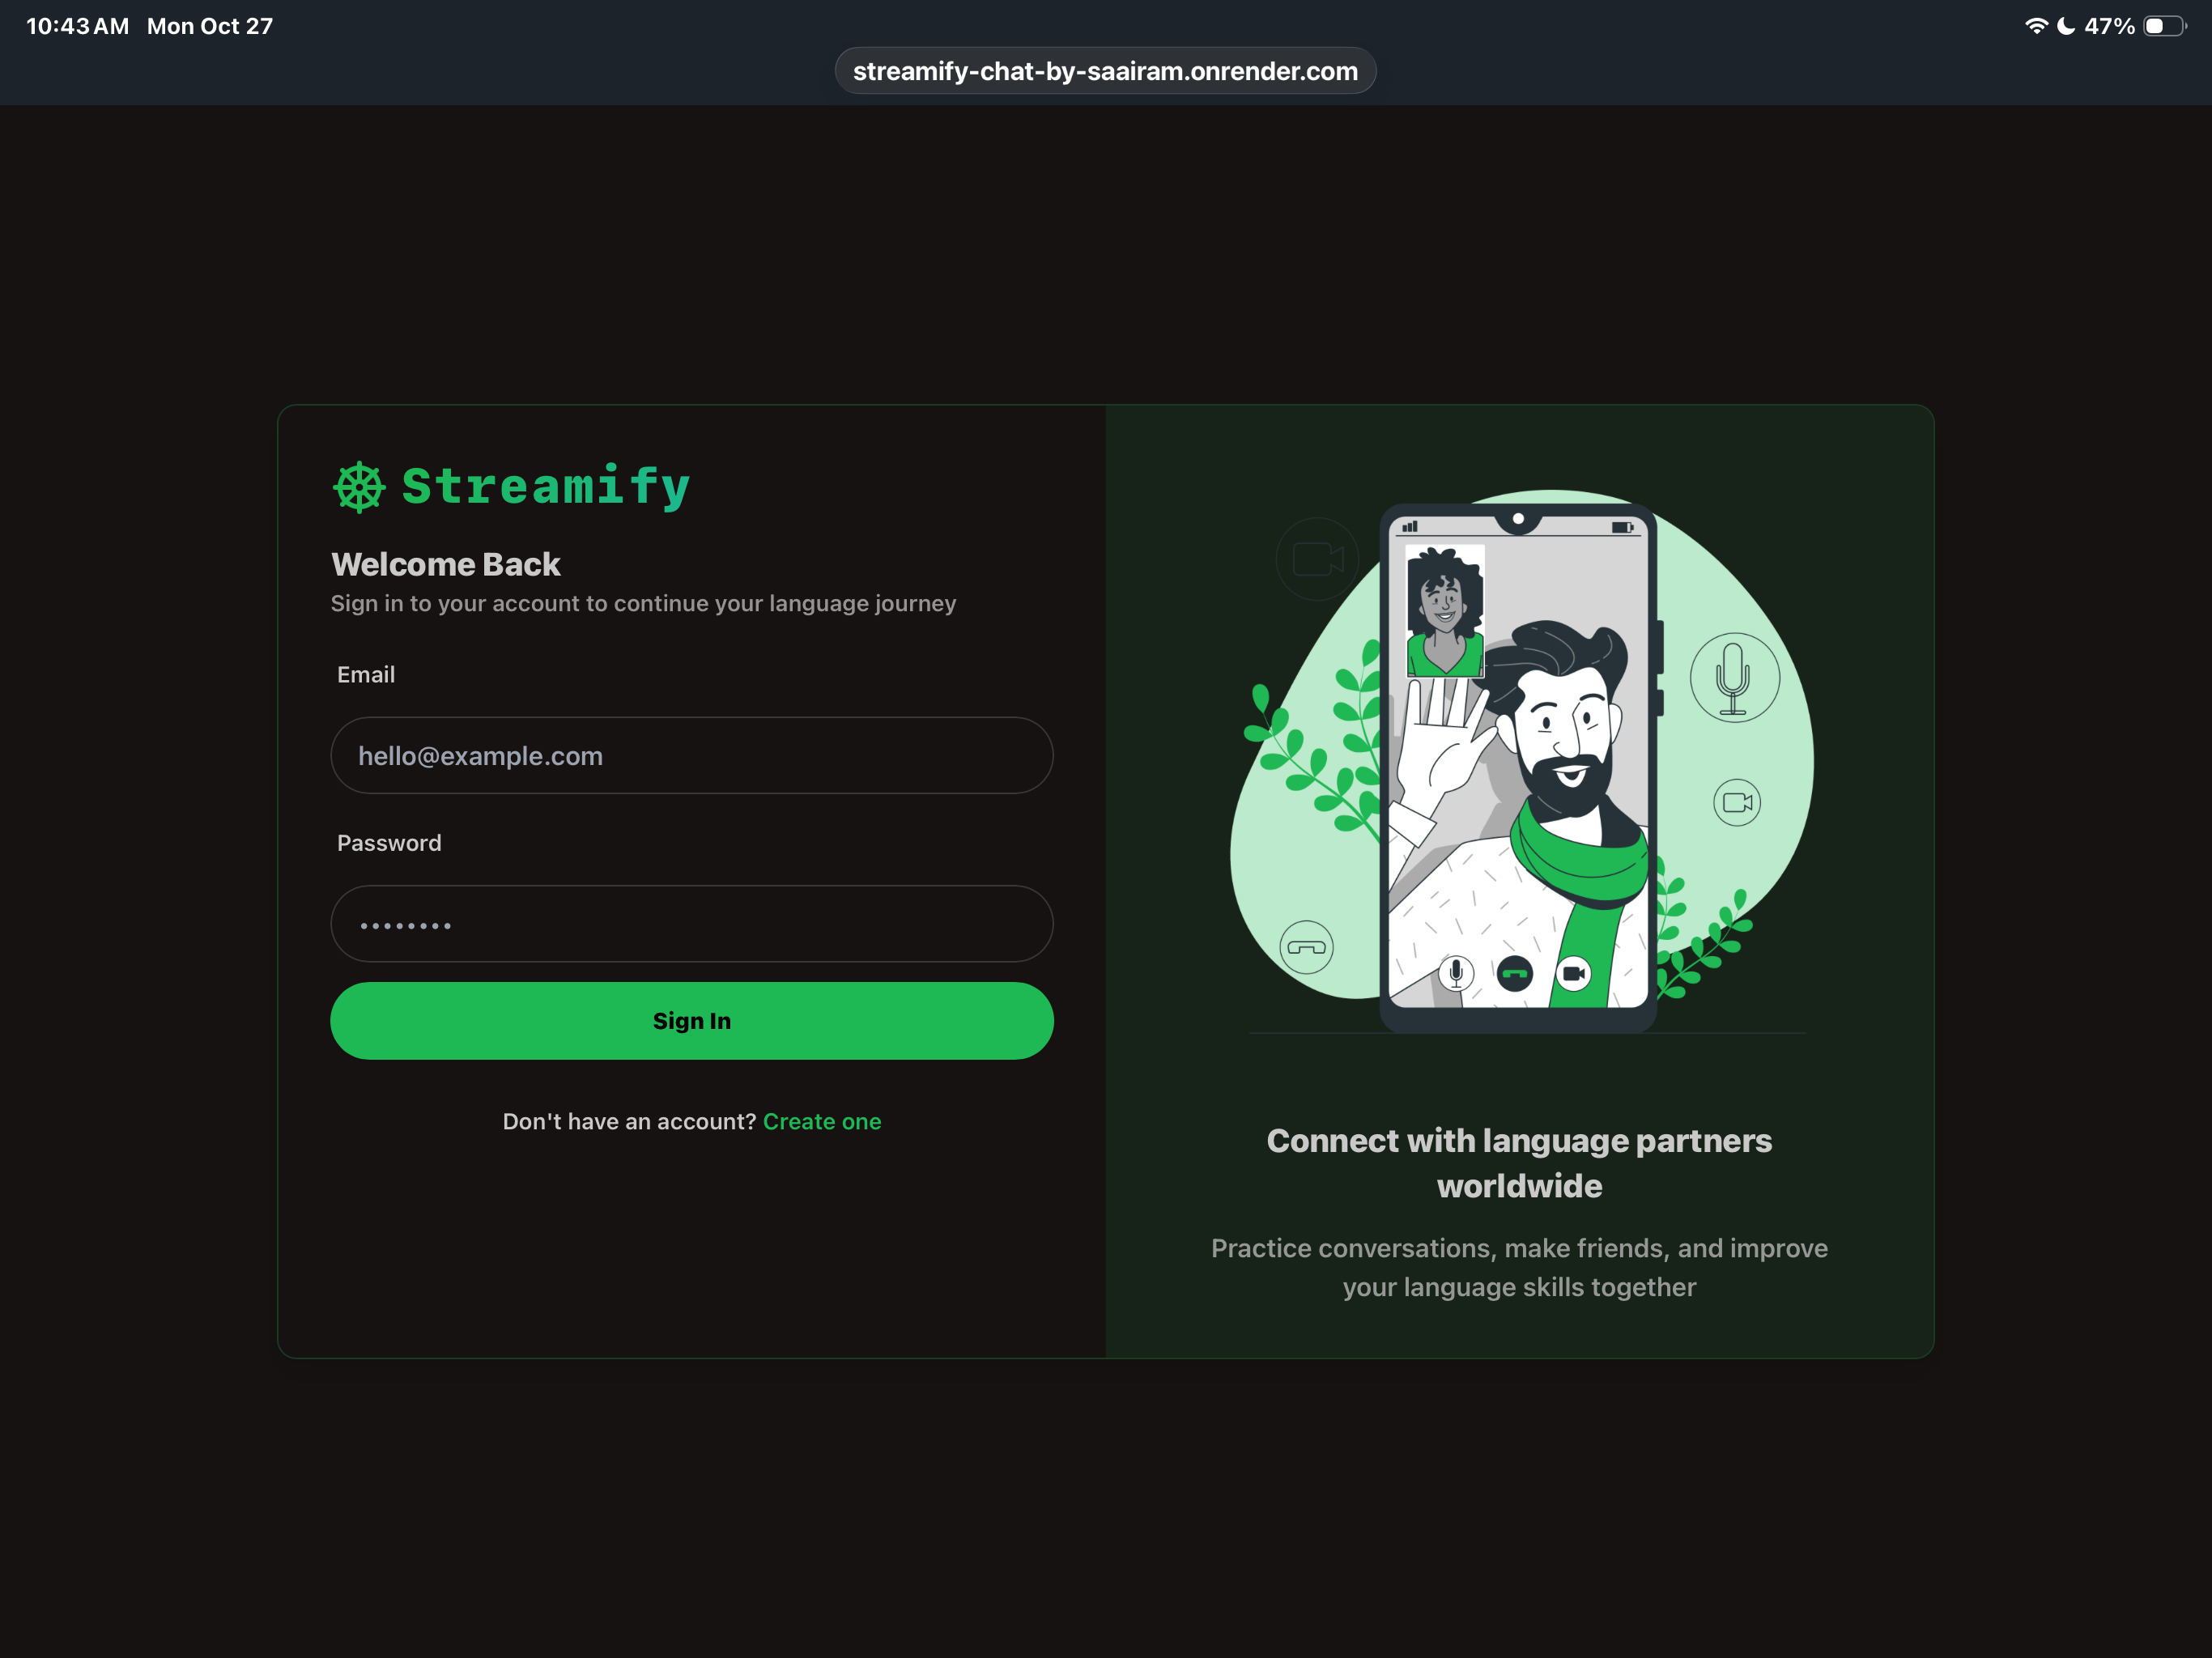 10:43 AM Mon Oct 27
47%
streamify-chat-by-saairam.onrender.com
Streamify
Welcome Back
Sign in to your account to continue your language journey
Email
hello@example.com
Password
••••••••
Sign In
Don't have an account? Create one
Connect with language partners
worldwide
Practice conversations, make friends, and improve
your language skills together